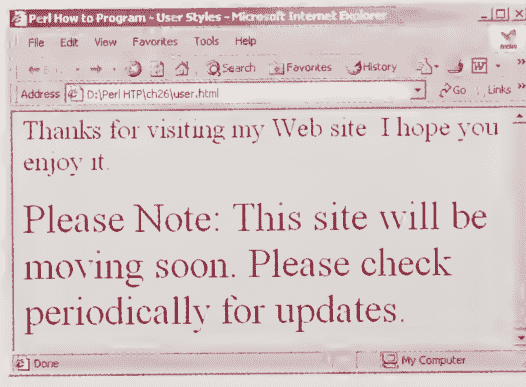 Perl How to Program - User Styles - Microsoft Internet Explorer
File Edit View Favorites Tools Help
Search Favorites History
Address D:\Perl HTP\ch26\user.html Go Links
Thanks for visiting my Web site I hope you
enjoy it.
Please Note: This site will be
moving soon. Please check
periodically for updates.
Done My Computer